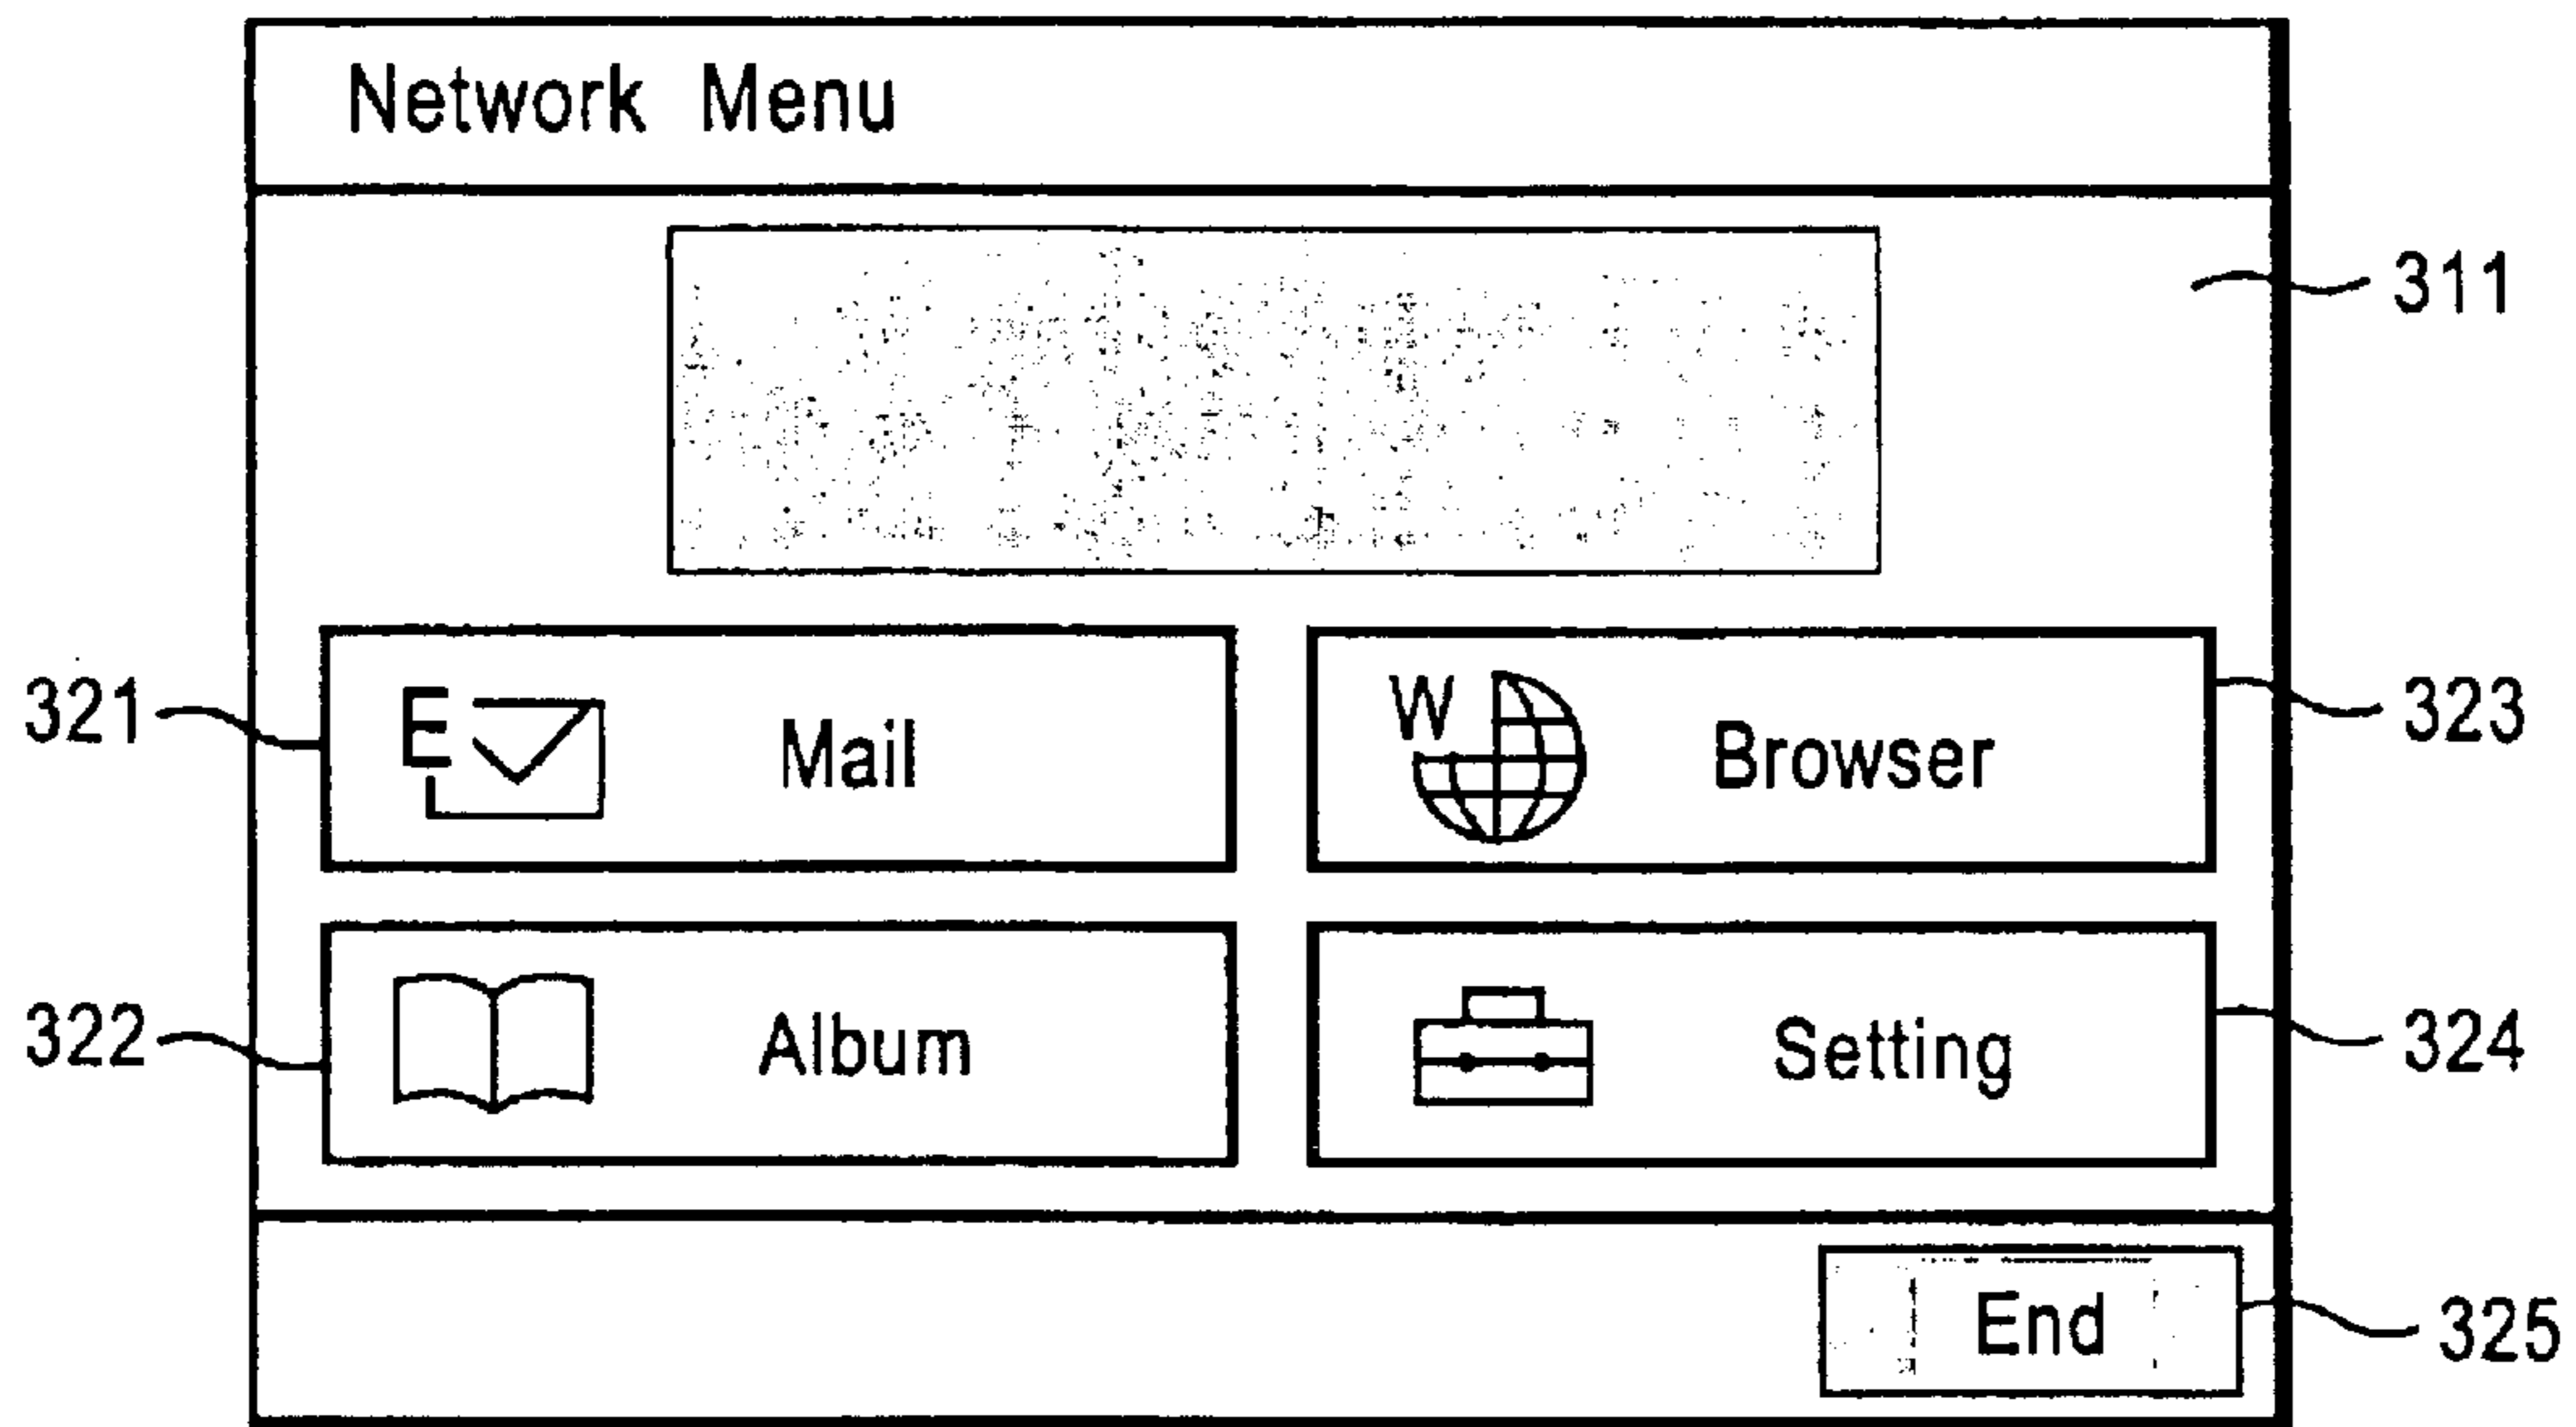 Network Menu
311
321
E
Mail
W
Browser
323
322
Album
Setting
324
End
325